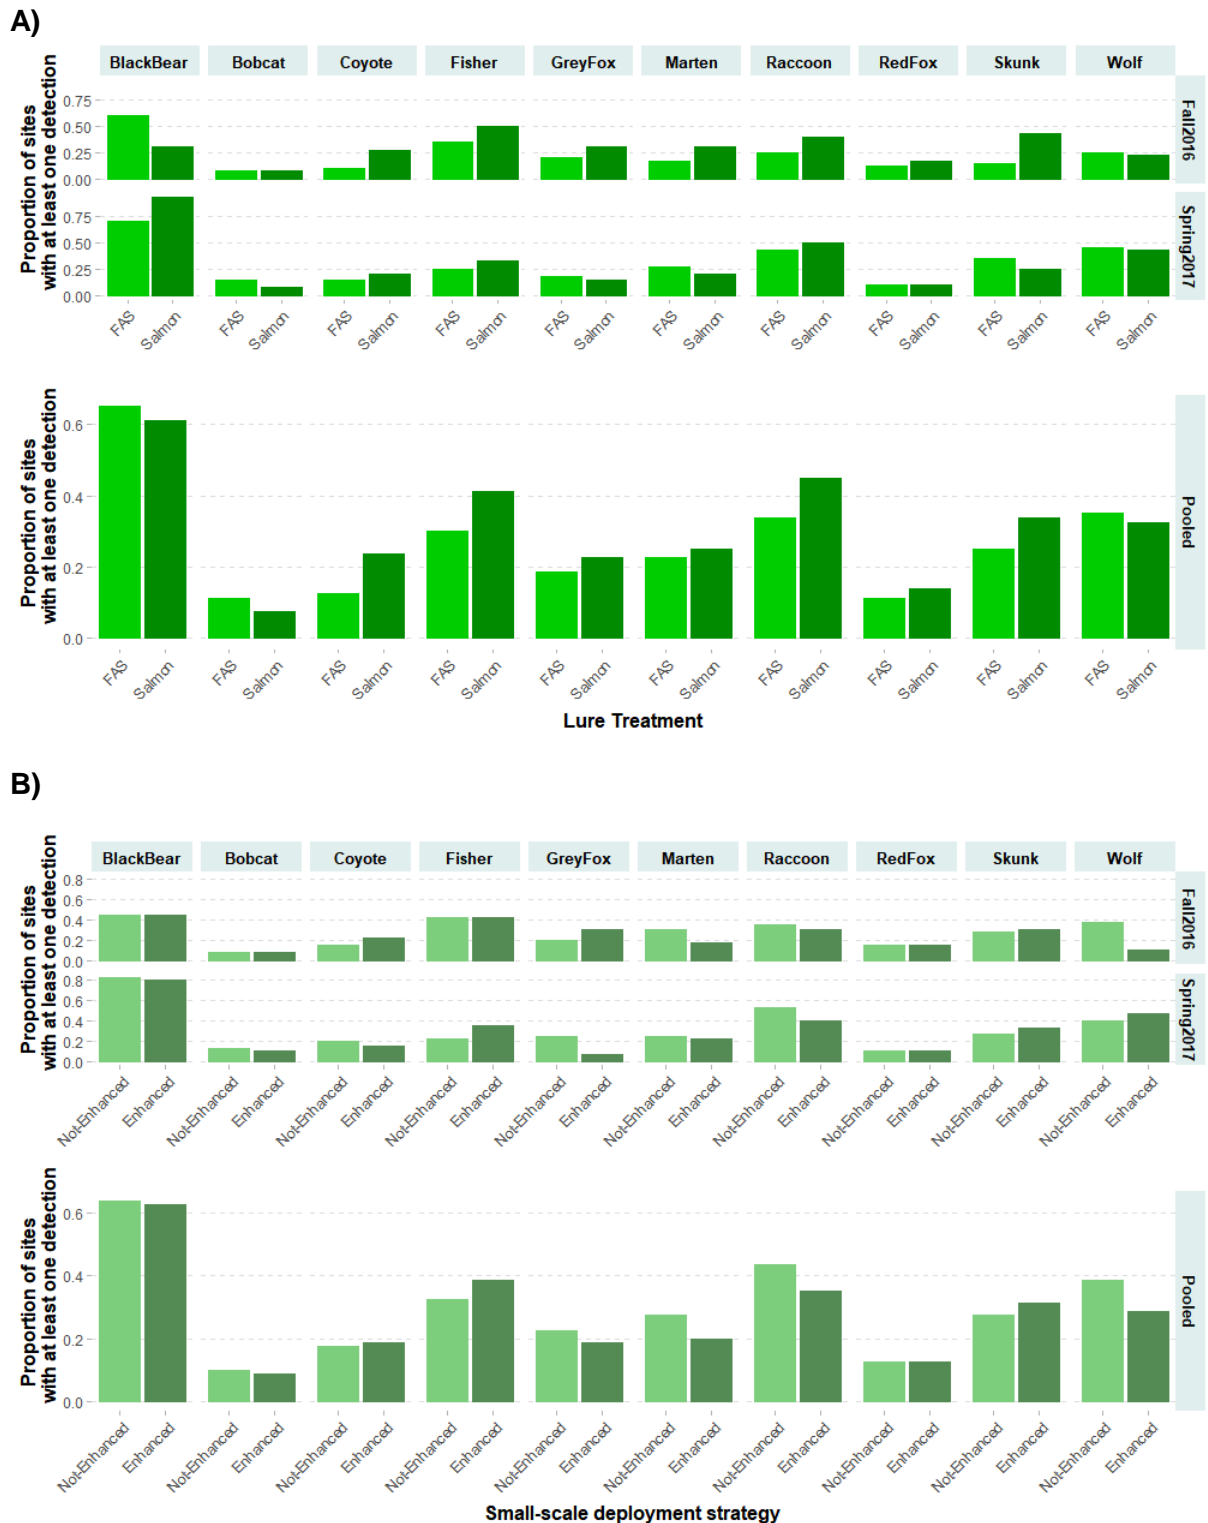 A)
BlackBear Bobcat Coyote Fisher GreyFox Marten Raccoon RedFox Skunk Wolf
Proportion of sites
with at least one detection
0.75
0.50
0.25
0.00
Fall2016
0.75
0.50
0.25
0.00
Spring2017
FAS Salmon FAS Salmon FAS Salmon FAS Salmon FAS Salmon FAS Salmon FAS Salmon FAS Salmon FAS Salmon FAS Salmon
Proportion of sites
with at least one detection
0.6
0.4
0.2
0.0
Pooled
FAS Salmon FAS Salmon FAS Salmon FAS Salmon FAS Salmon FAS Salmon FAS Salmon FAS Salmon FAS Salmon FAS Salmon
Lure Treatment
B)
BlackBear Bobcat Coyote Fisher GreyFox Marten Raccoon RedFox Skunk Wolf
Proportion of sites
with at least one detection
0.8
0.6
0.4
0.2
0.0
Fall2016
0.8
0.6
0.4
0.2
0.0
Spring2017
Not-Enhanced Enhanced Not-Enhanced Enhanced Not-Enhanced Enhanced Not-Enhanced Enhanced Not-Enhanced Enhanced Not-Enhanced Enhanced Not-Enhanced Enhanced Not-Enhanced Enhanced Not-Enhanced Enhanced Not-Enhanced Enhanced
Proportion of sites
with at least one detection
0.6
0.4
0.2
0.0
Pooled
Not-Enhanced Enhanced Not-Enhanced Enhanced Not-Enhanced Enhanced Not-Enhanced Enhanced Not-Enhanced Enhanced Not-Enhanced Enhanced Not-Enhanced Enhanced Not-Enhanced Enhanced Not-Enhanced Enhanced Not-Enhanced Enhanced
Small-scale deployment strategy